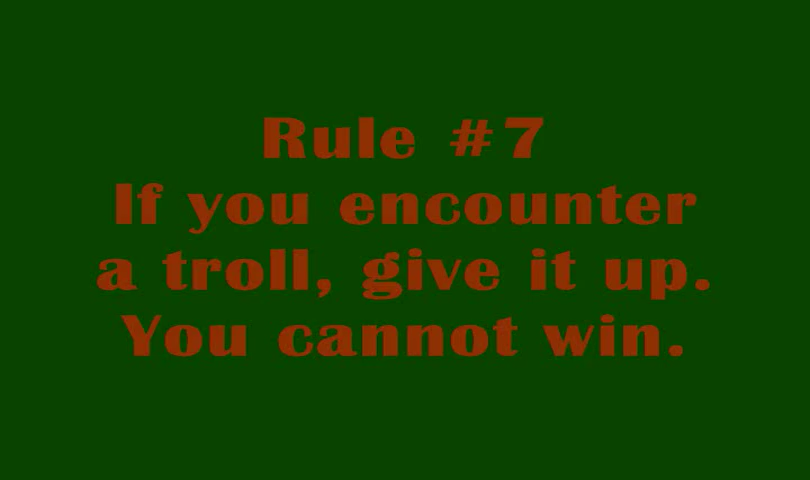 Rule #7
If you encounter
a troll, give it up.
You cannot win.